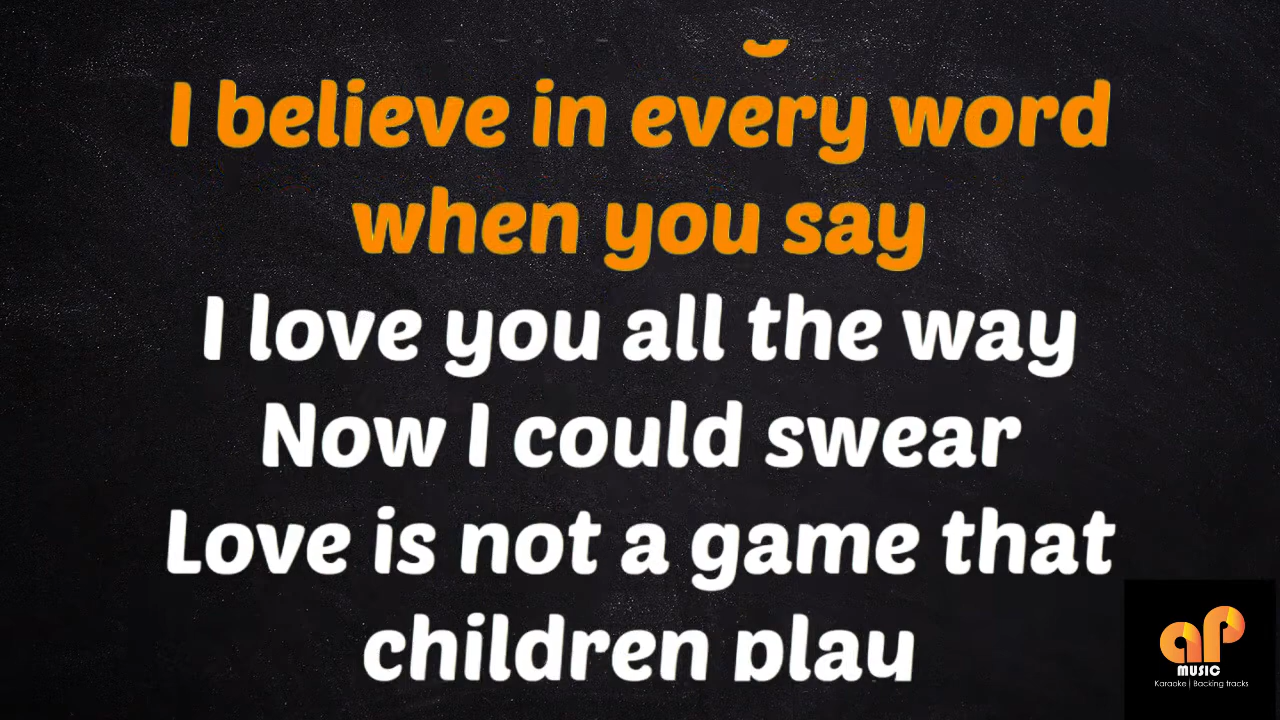 I believe in every word
when you say
I love you all the way
Now I could swear
Love is not a game that
children play
aP
MUSIC
Karaoke | Backing tracks